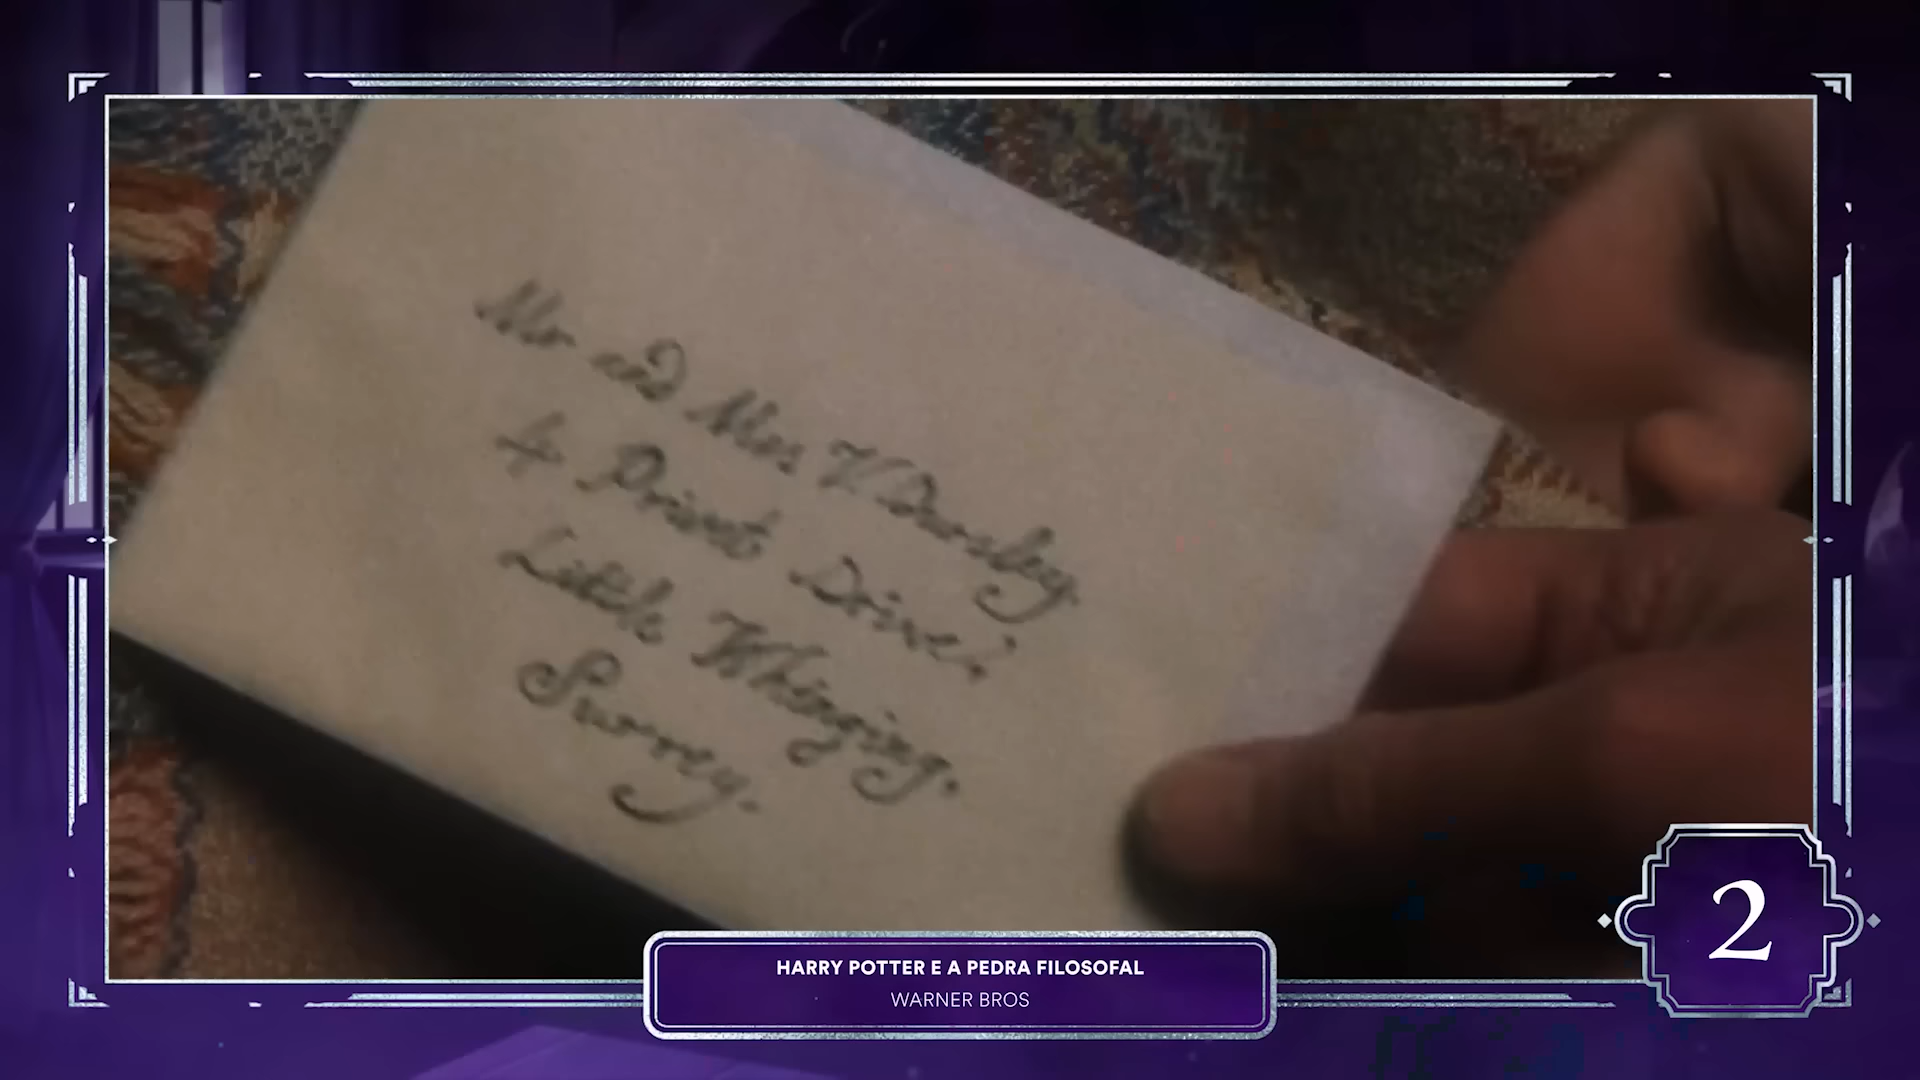 Mr and Mrs V Dursley.
4 Privet Drive,
Little Whinging.
Surrey.
HARRY POTTER E A PEDRA FILOSOFAL
WARNER BROS
2